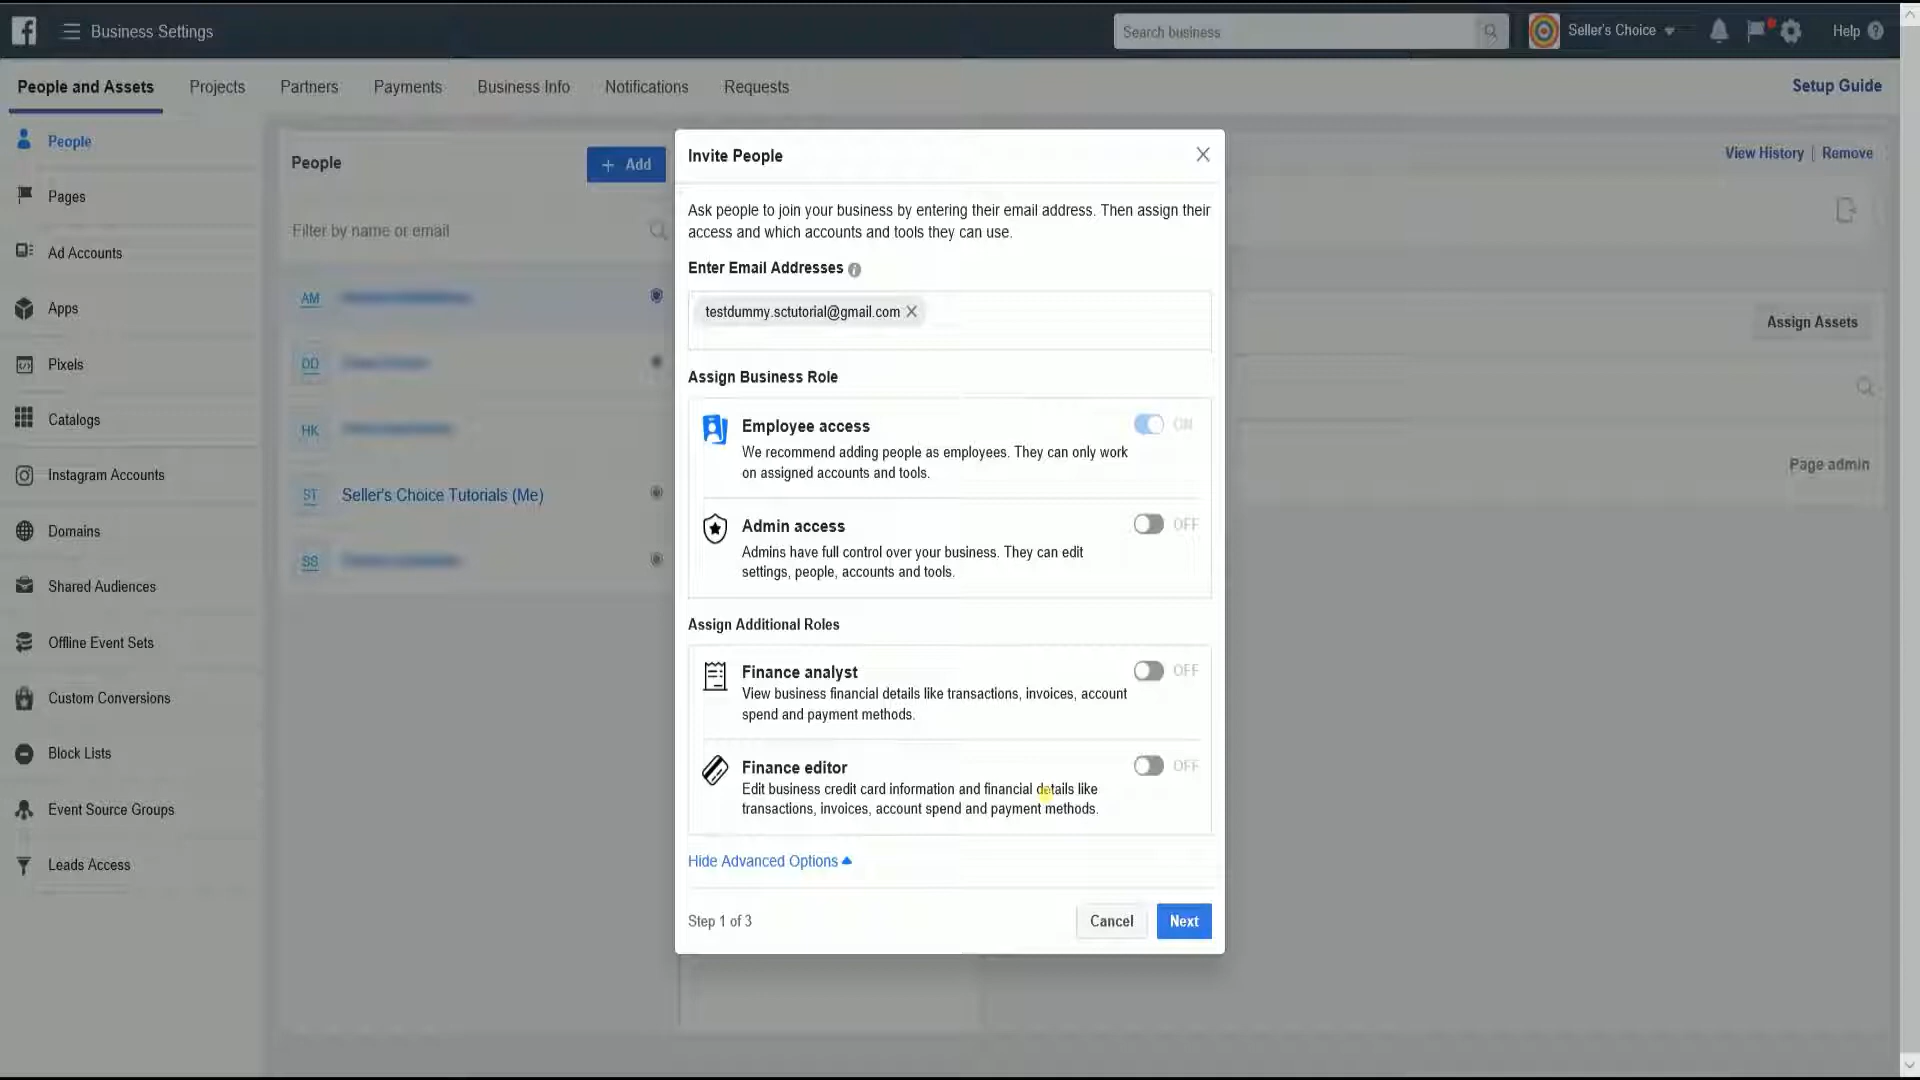 Business Settings
Search business
Seller's Choice
Help
People and Assets
Projects
Partners
Payments
Business Info
Notifications
Requests
Setup Guide
People
Pages
Ad Accounts
Apps
Pixels
Catalogs
Instagram Accounts
Domains
Shared Audiences
Offline Event Sets
Custom Conversions
Block Lists
Event Source Groups
Leads Access
People
+ Add
Filter by name or email
AM
DD
HK
ST Seller's Choice Tutorials (Me)
SS
Invite People
Ask people to join your business by entering their email address. Then assign their
access and which accounts and tools they can use.
Enter Email Addresses
testdummy.sctutorial@gmail.com
Assign Business Role
Employee access
ON
We recommend adding people as employees. They can only work
on assigned accounts and tools.
Admin access
OFF
Admins have full control over your business. They can edit
settings, people, accounts and tools.
Assign Additional Roles
Finance analyst
OFF
View business financial details like transactions, invoices, account
spend and payment methods.
Finance editor
OFF
Edit business credit card information and financial details like
transactions, invoices, account spend and payment methods.
Hide Advanced Options
Step 1 of 3
Cancel
Next
View History | Remove
Assign Assets
Page admin